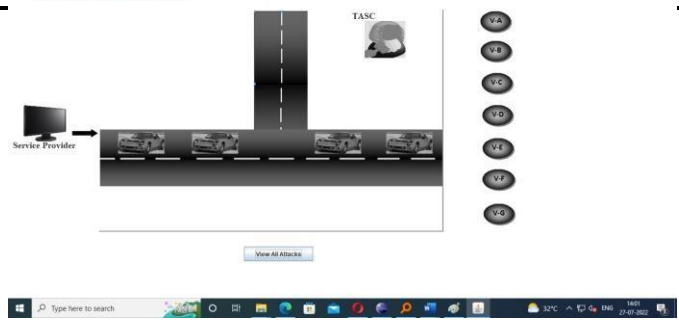 TASC
V-A
V-B
V-C
V-D
V-E
V-F
V-G
Service Provider
View All Attacks
Type here to search
32°C
ENG
14:01
27-07-2022